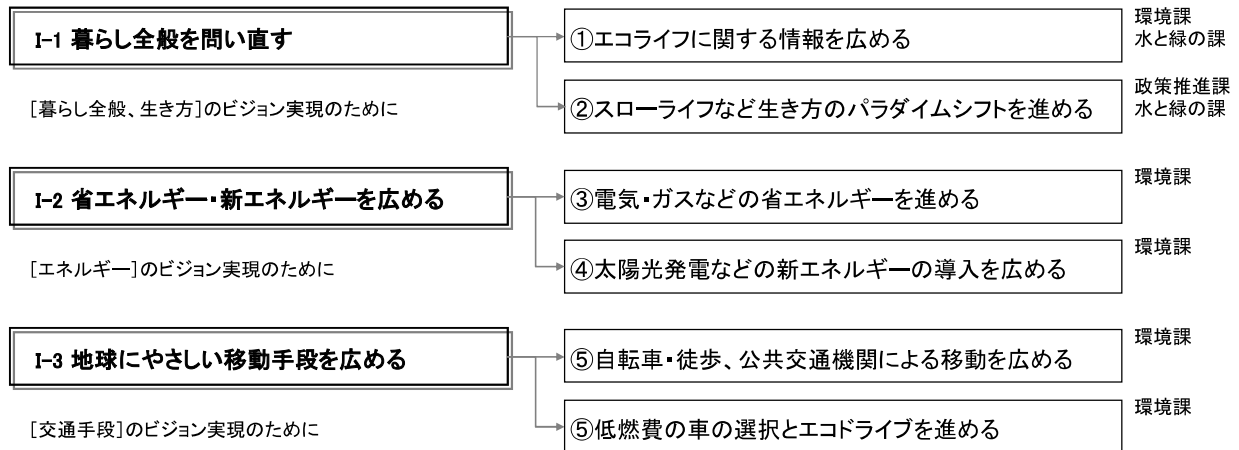 I-1 暮らし全般を問い直す
①エコライフに関する情報を広める
環境課
水と緑の課
[暮らし全般、生き方]のビジョン実現のために
②スローライフなど生き方のパラダイムシフトを進める
政策推進課
水と緑の課
I-2 省エネルギー・新エネルギーを広める
③電気・ガスなどの省エネルギーを進める
環境課
[エネルギー]のビジョン実現のために
④太陽光発電などの新エネルギーの導入を広める
環境課
I-3 地球にやさしい移動手段を広める
⑤自転車・徒歩、公共交通機関による移動を広める
環境課
[交通手段]のビジョン実現のために
⑤低燃費の車の選択とエコドライブを進める
環境課